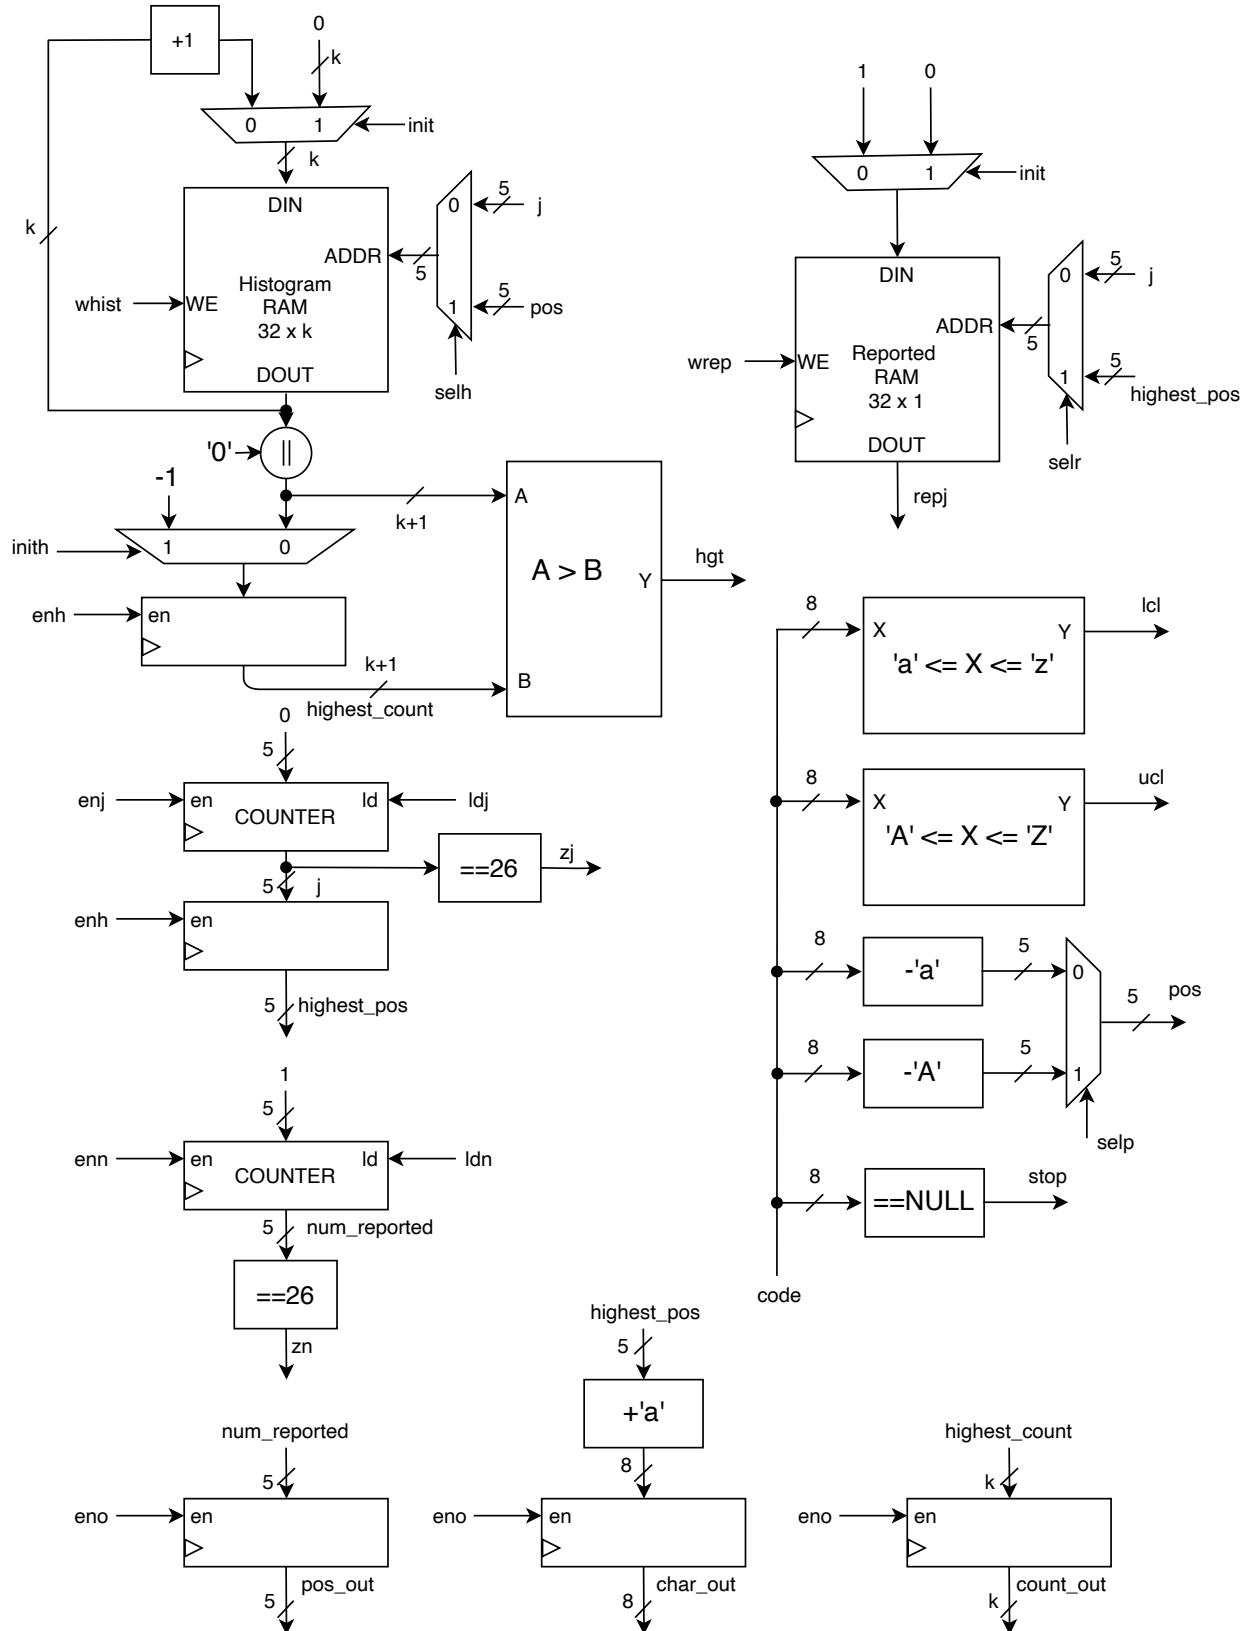 +1
0
k
0 1
init
k
k
DIN
0
5
j
ADDR
5
Histogram
RAM
32 x k
whist
WE
1
5
pos
DOUT
selh
'0'
||
-1
k+1
inith
1 0
enh
en
k+1
highest_count
A
A > B
Y
hgt
B
1 0
0 1
init
DIN
0
5
j
ADDR
5
Reported
RAM
32 x 1
wrep
WE
1
5
highest_pos
DOUT
selr
repj
0
5
enj
en
COUNTER
ld
ldj
==26
zj
5
j
enh
en
5
highest_pos
1
5
enn
en
COUNTER
ld
ldn
5
num_reported
==26
zn
8
X
Y
'a' <= X <= 'z'
lcl
8
X
Y
'A' <= X <= 'Z'
ucl
8
-'a'
5
0
5
pos
8
-'A'
5
1
selp
8
==NULL
stop
code
num_reported
5
eno
en
pos_out
5
highest_pos
5
+'a'
8
eno
en
char_out
8
highest_count
k
eno
en
count_out
k